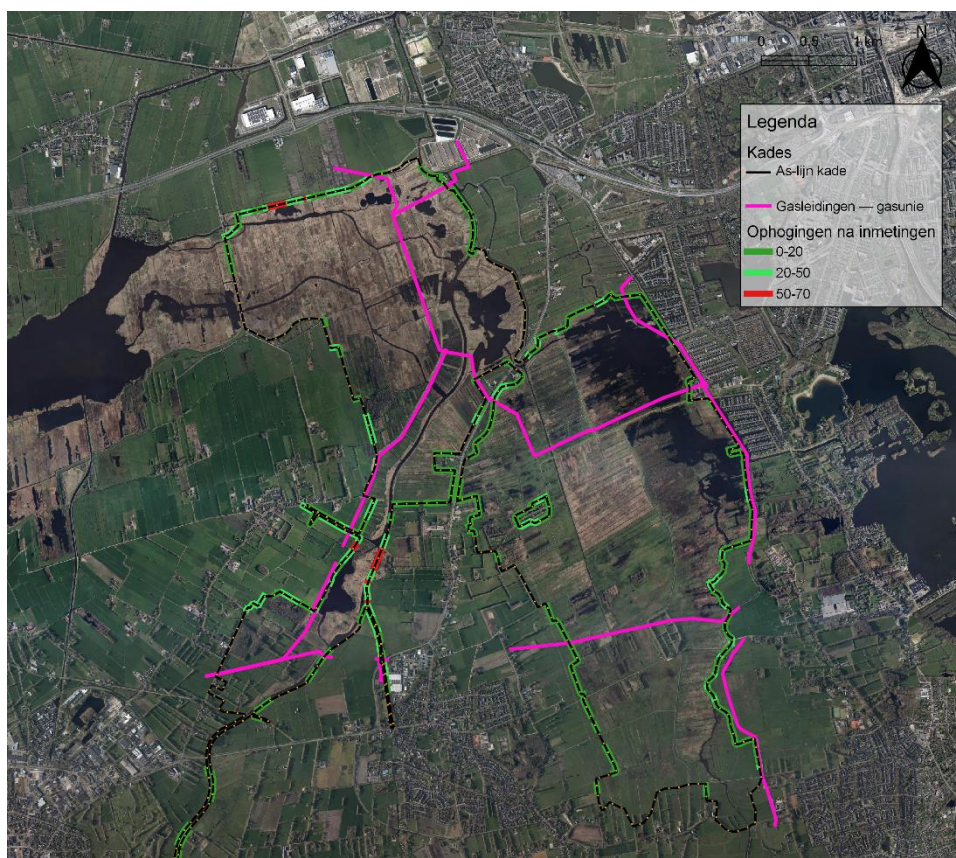 N
0 0,5 1 km
Legenda
Kades
As-lijn kade
Gasleidingen — gasunie
Ophogingen na inmetingen
0-20
20-50
50-70